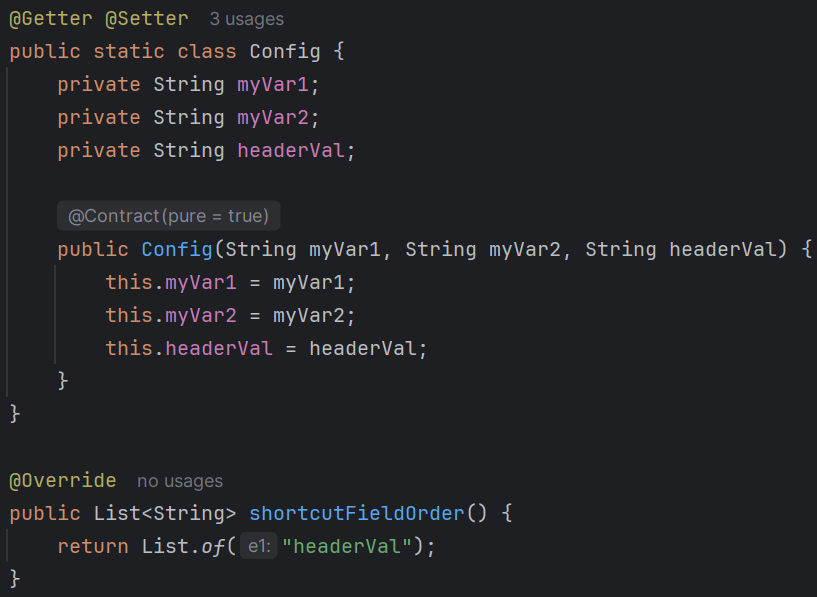 @Getter @Setter 3 usages
public static class Config {
private String myVar1;
private String myVar2;
private String headerVal;
@Contract(pure = true)
public Config(String myVar1, String myVar2, String headerVal) {
this.myVar1 = myVar1;
this.myVar2 = myVar2;
this.headerVal = headerVal;
}
}
@Override no usages
public List<String> shortcutFieldOrder() {
return List.of( e1: "headerVal");
}